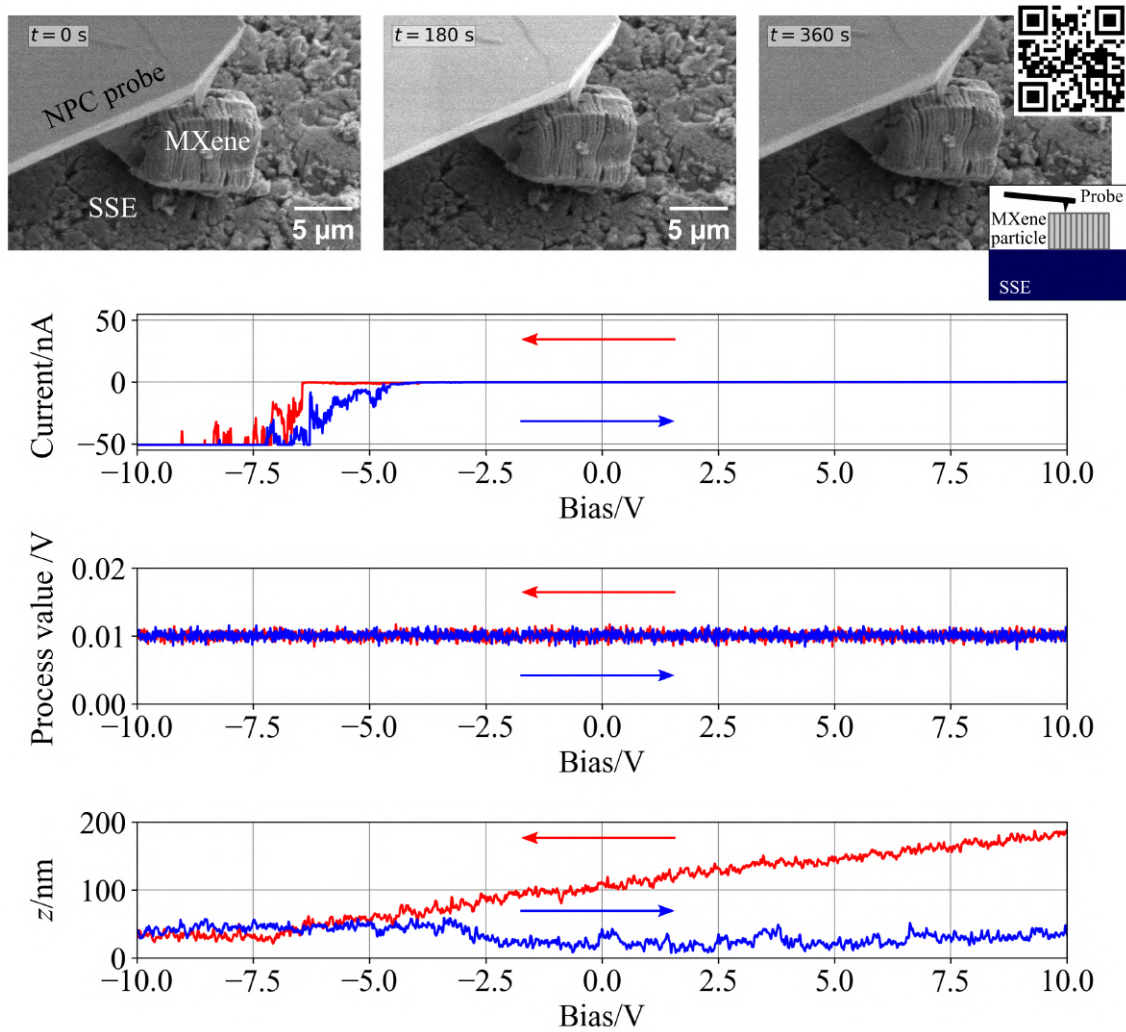 t = 0 s
NPC probe
MXene
SSE
5 μm
t = 180 s
5 μm
t = 360 s
Probe
MXene
particle
SSE
Current/nA
50
0
−50
−10.0 −7.5 −5.0 −2.5 0.0 2.5 5.0 7.5 10.0
Bias/V
Process value /V
0.02
0.01
0.00
−10.0 −7.5 −5.0 −2.5 0.0 2.5 5.0 7.5 10.0
Bias/V
z/nm
200
100
0
−10.0 −7.5 −5.0 −2.5 0.0 2.5 5.0 7.5 10.0
Bias/V